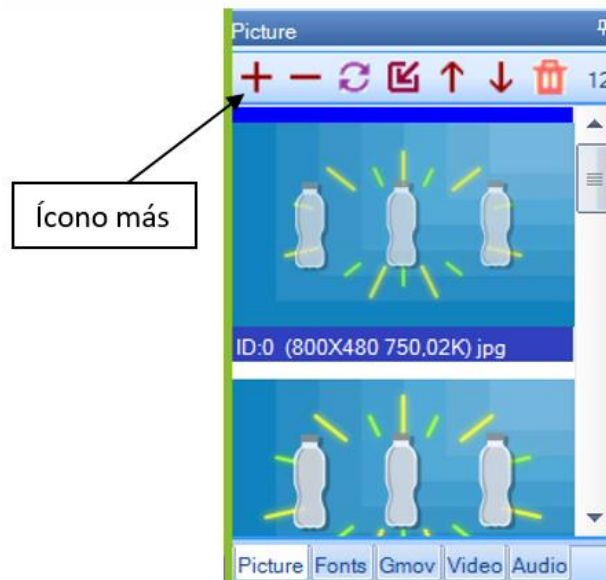 Picture
12
Ícono más
ID:0 (800X480 750,02K) jpg
Picture Fonts Gmov Video Audio